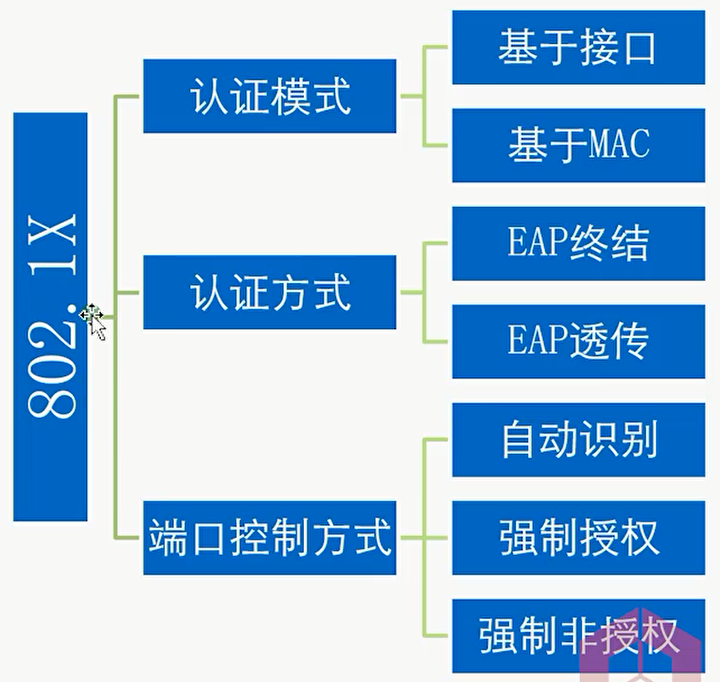 802.1X
认证模式
基于接口
基于MAC
认证方式
EAP终结
EAP透传
端口控制方式
自动识别
强制授权
强制非授权